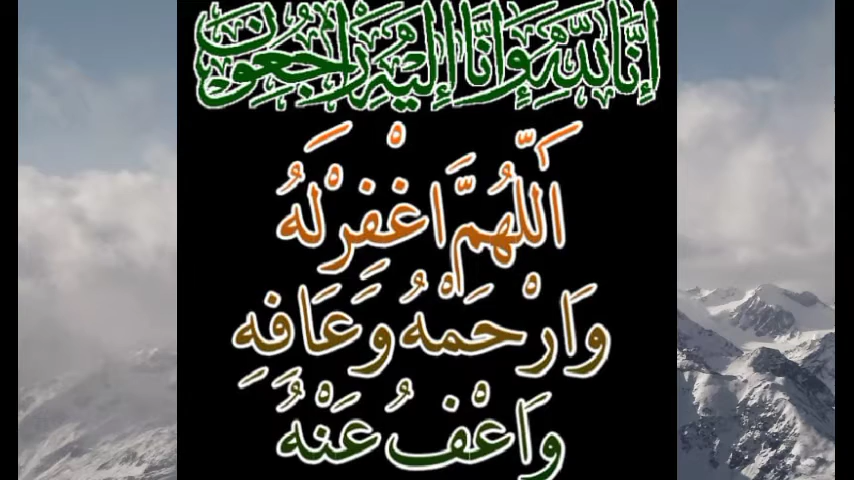 إِنَّا لِلَّٰهِ وَإِنَّا إِلَيْهِ رَاجِعُونَ
اَللّٰهُمَّ اغْفِرْ لَهُ
وَارْحَمْهُ وَعَافِهِ
وَاعْفُ عَنْهُ